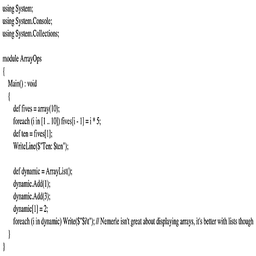 using System;
using System.Console;
using System.Collections;
module ArrayOps
{
Main() : void
{
def fives = array(10);
foreach (i in [1 .. 10]) fives[i - 1] = i * 5;
def ten = fives[1];
WriteLine($"Ten: $ten");
def dynamic = ArrayList();
dynamic.Add(1);
dynamic.Add(3);
dynamic[1] = 2;
foreach (i in dynamic) Write($"$i\t"); // Nemerle isn't great about displaying arrays, it's better with lists though
}
}